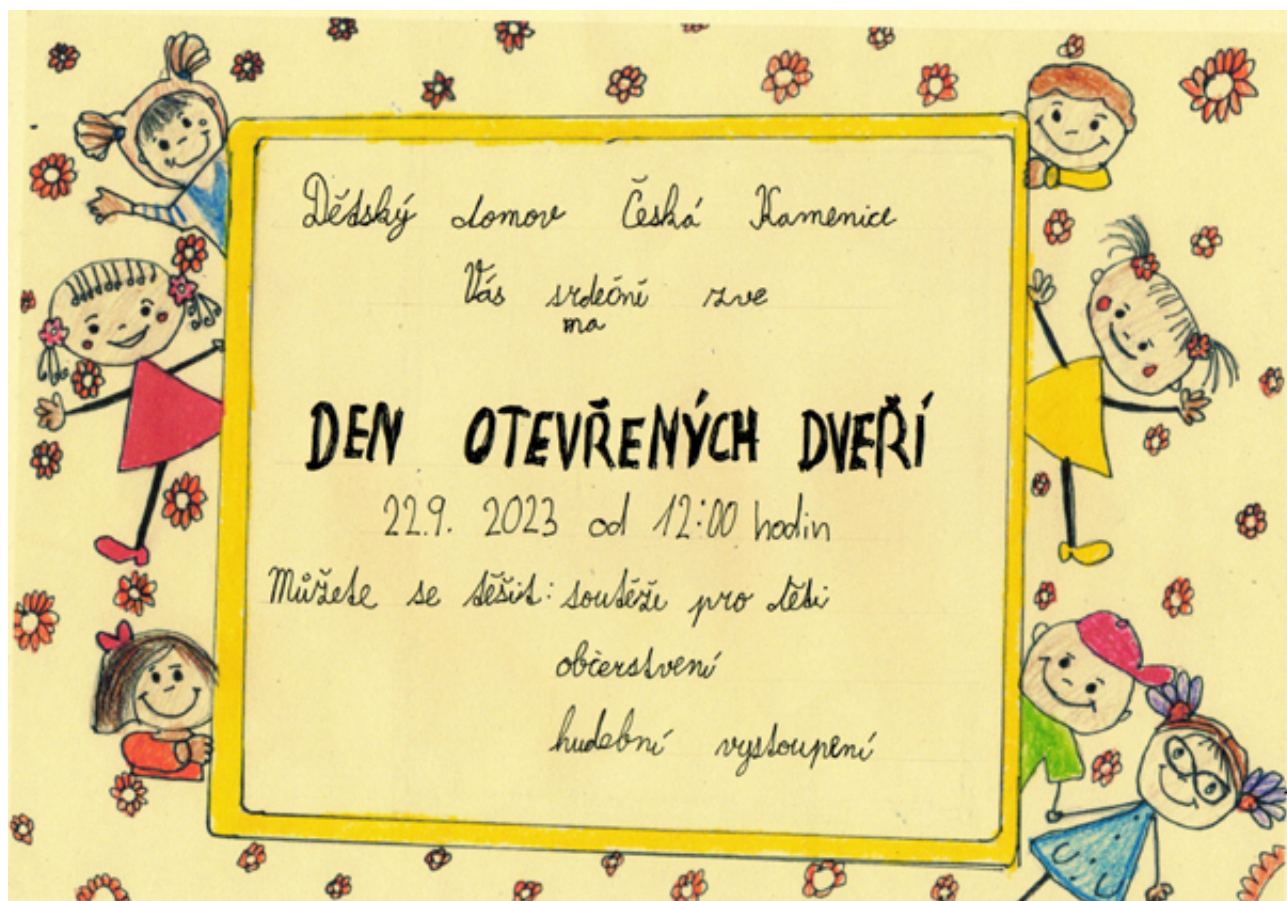 Dětský domov Česká Kamenice
Vás srdečně zve
na
DEN OTEVŘENÝCH DVEŘÍ
22.9. 2023 od 12:00 hodin
Můžete se těšit: soutěže pro děti
občerstvení
hudební vystoupení